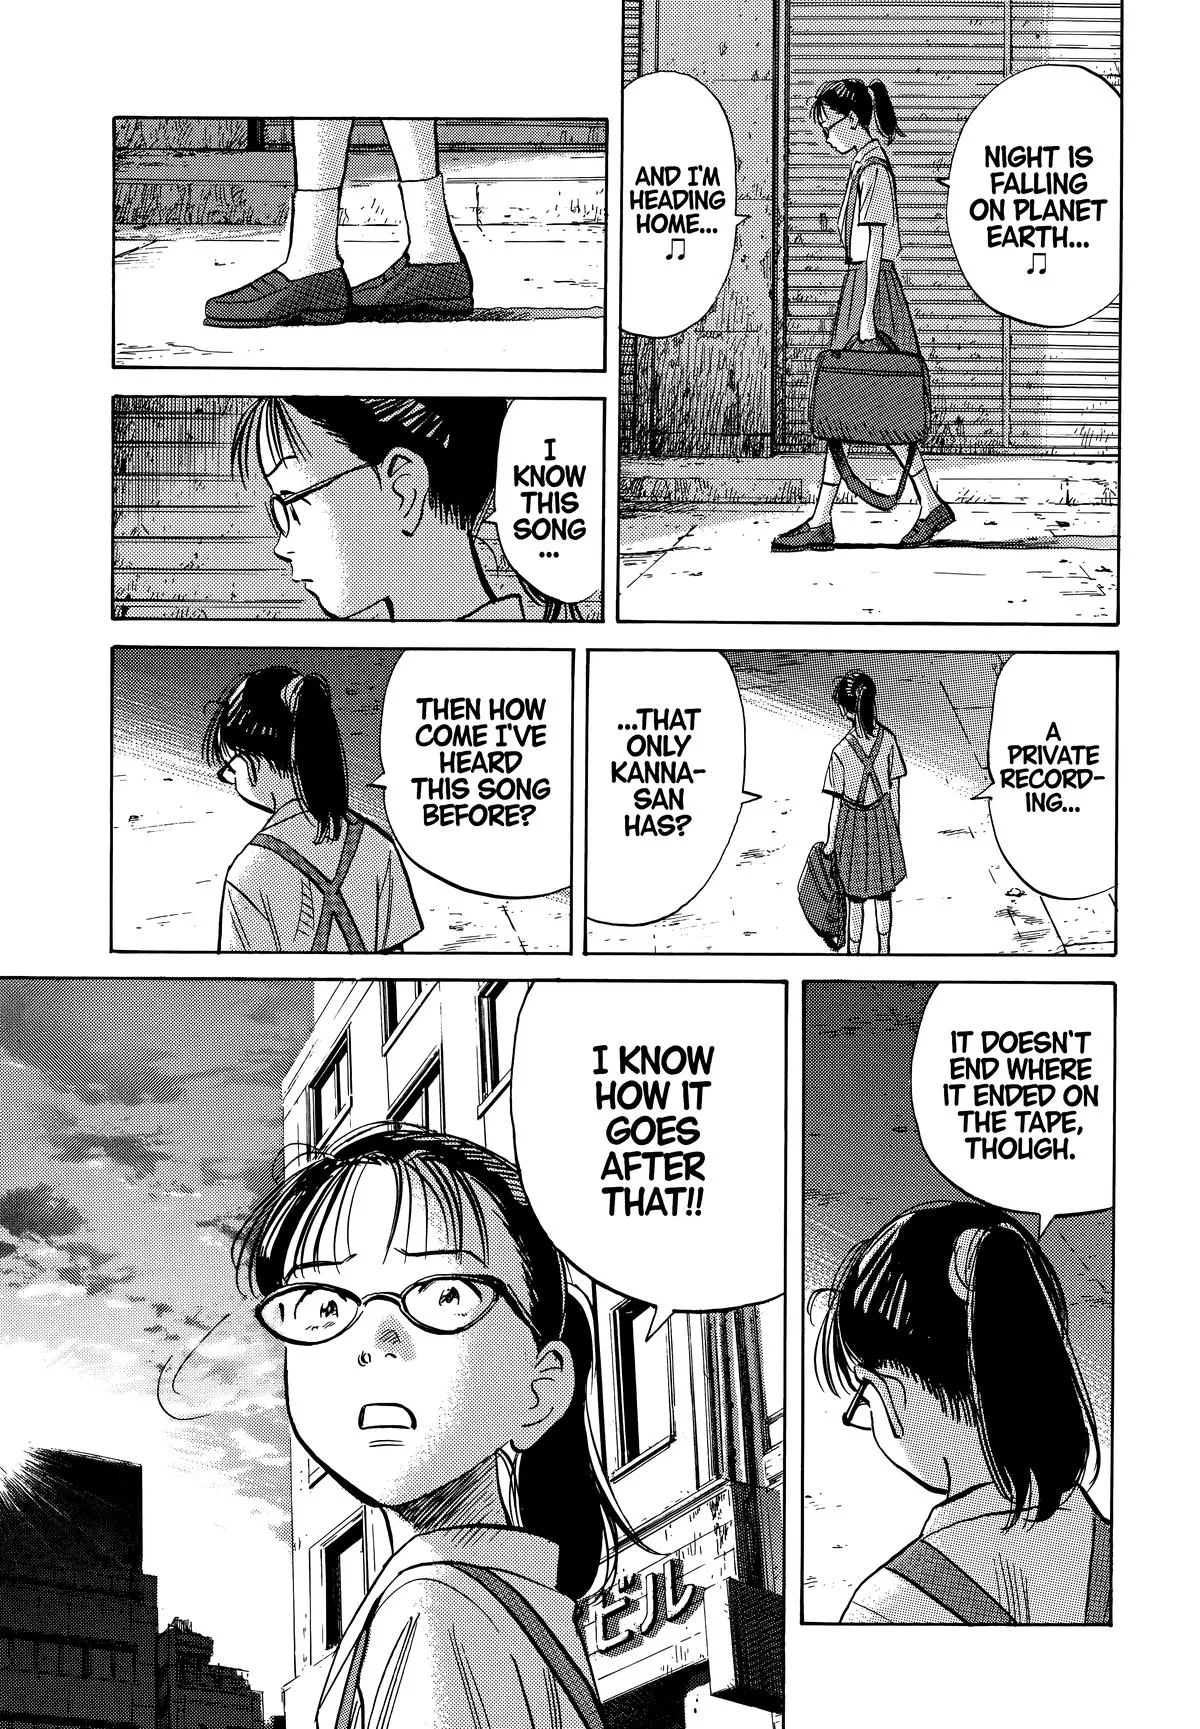 NIGHT IS
FALLING
ON PLANET
EARTH...
♫
AND I'M
HEADING
HOME...
♫
I
KNOW
THIS
SONG
...
A
PRIVATE
RECORD-
ING...
...THAT
ONLY
KANNA-
SAN
HAS?
THEN HOW
COME I'VE
HEARD
THIS SONG
BEFORE?
IT DOESN'T
END WHERE
IT ENDED ON
THE TAPE,
THOUGH.
I KNOW
HOW IT
GOES
AFTER
THAT!!
ビル